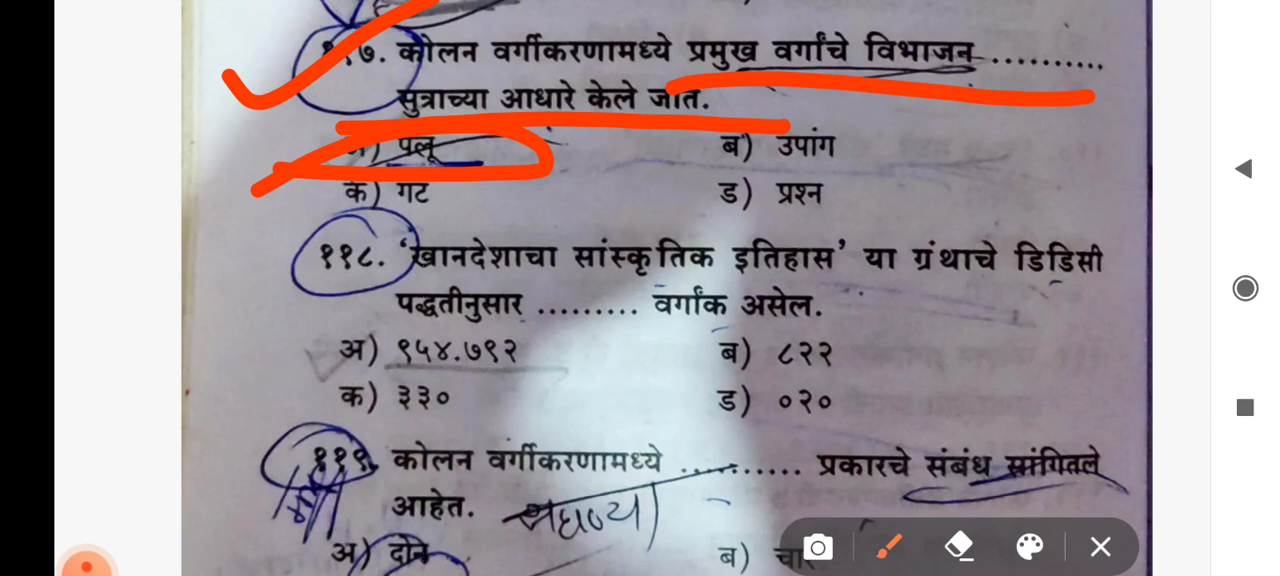 ११७. कोलन वर्गीकरणामध्ये प्रमुख वर्गांचे विभाजन ..........
सुत्राच्या आधारे केले जाते.
अ) पलू ब) उपांग
क) गट ड) प्रश्न
११८. ‘खानदेशाचा सांस्कृतिक इतिहास’ या ग्रंथाचे डिडिसी
पद्धतीनुसार ......... वर्गांक असेल.
अ) ९५४.७९२ ब) ८२२
क) ३३० ड) ०२०
११९. कोलन वर्गीकरणामध्ये .......... प्रकारचे संबंध सांगितले
आहेत.
अ) दोन ब) चार